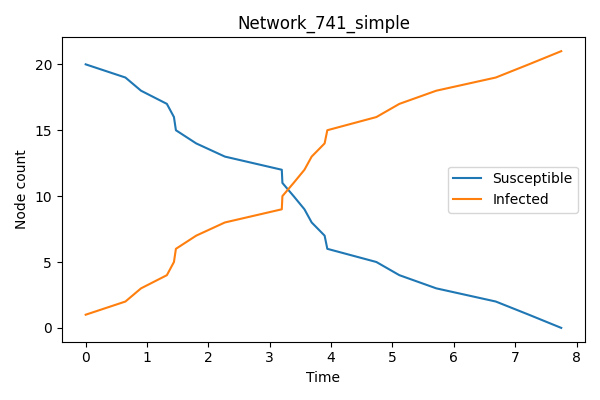 Network_741_simple
Node count
20
15
10
5
0
Susceptible
Infected
0 1 2 3 4 5 6 7 8
Time